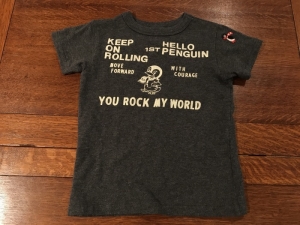 KEEP HELLO
ON 1ST PENGUIN
ROLLING
MOVE WITH
FORWARD COURAGE
YOU ROCK MY WORLD